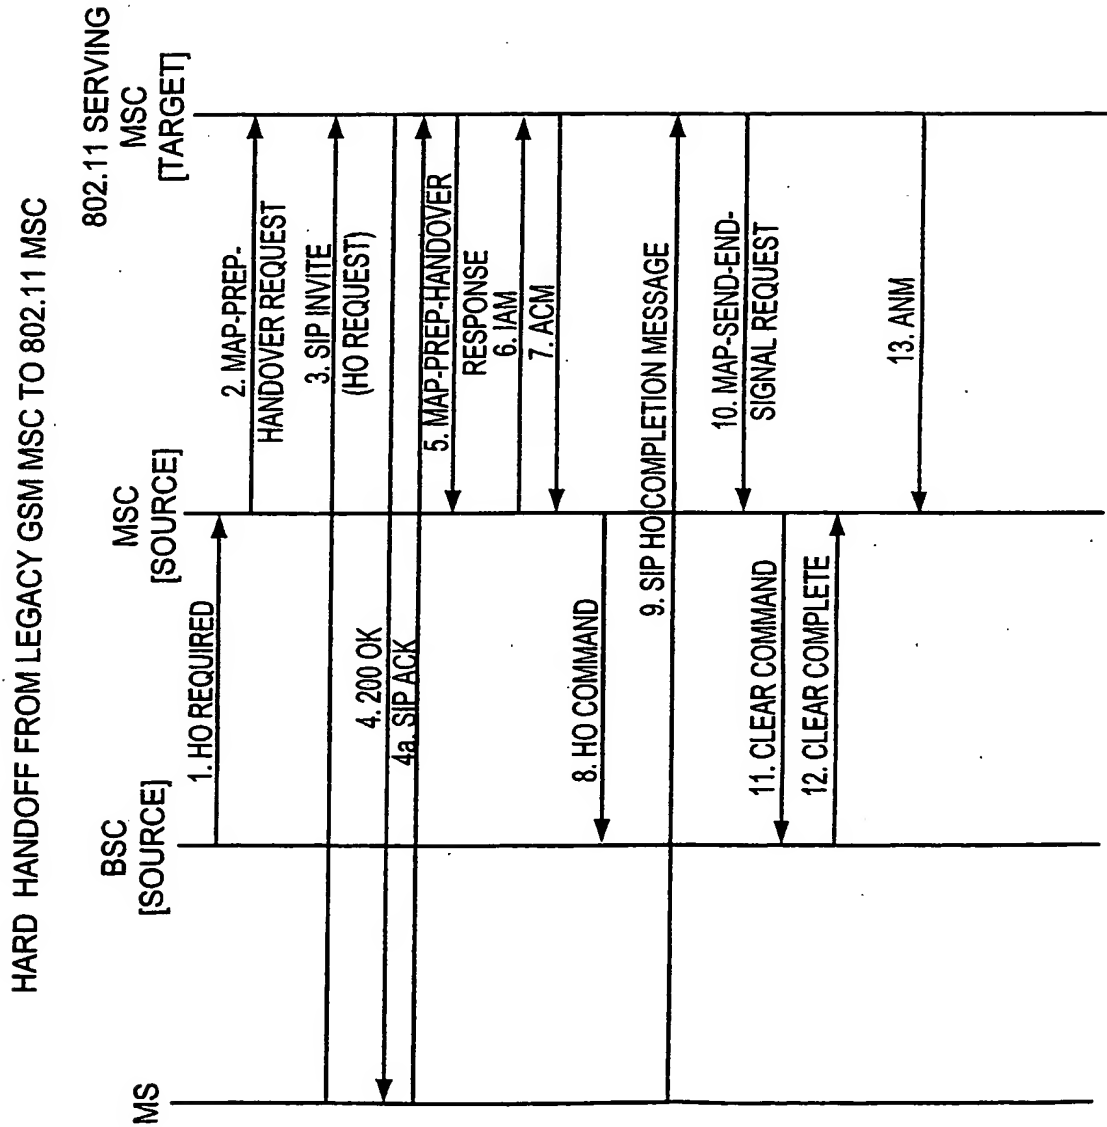 HARD HANDOFF FROM LEGACY GSM MSC TO 802.11 MSC
MS
BSC
[SOURCE]
MSC
[SOURCE]
802.11 SERVING
MSC
[TARGET]
1. HO REQUIRED
2. MAP-PREP-
HANDOVER REQUEST
3. SIP INVITE
(HO REQUEST)
4. 200 OK
4a. SIP ACK
5. MAP-PREP-HANDOVER
RESPONSE
6. IAM
7. ACM
8. HO COMMAND
9. SIP HO COMPLETION MESSAGE
10. MAP-SEND-END-
SIGNAL REQUEST
11. CLEAR COMMAND
12. CLEAR COMPLETE
13. ANM